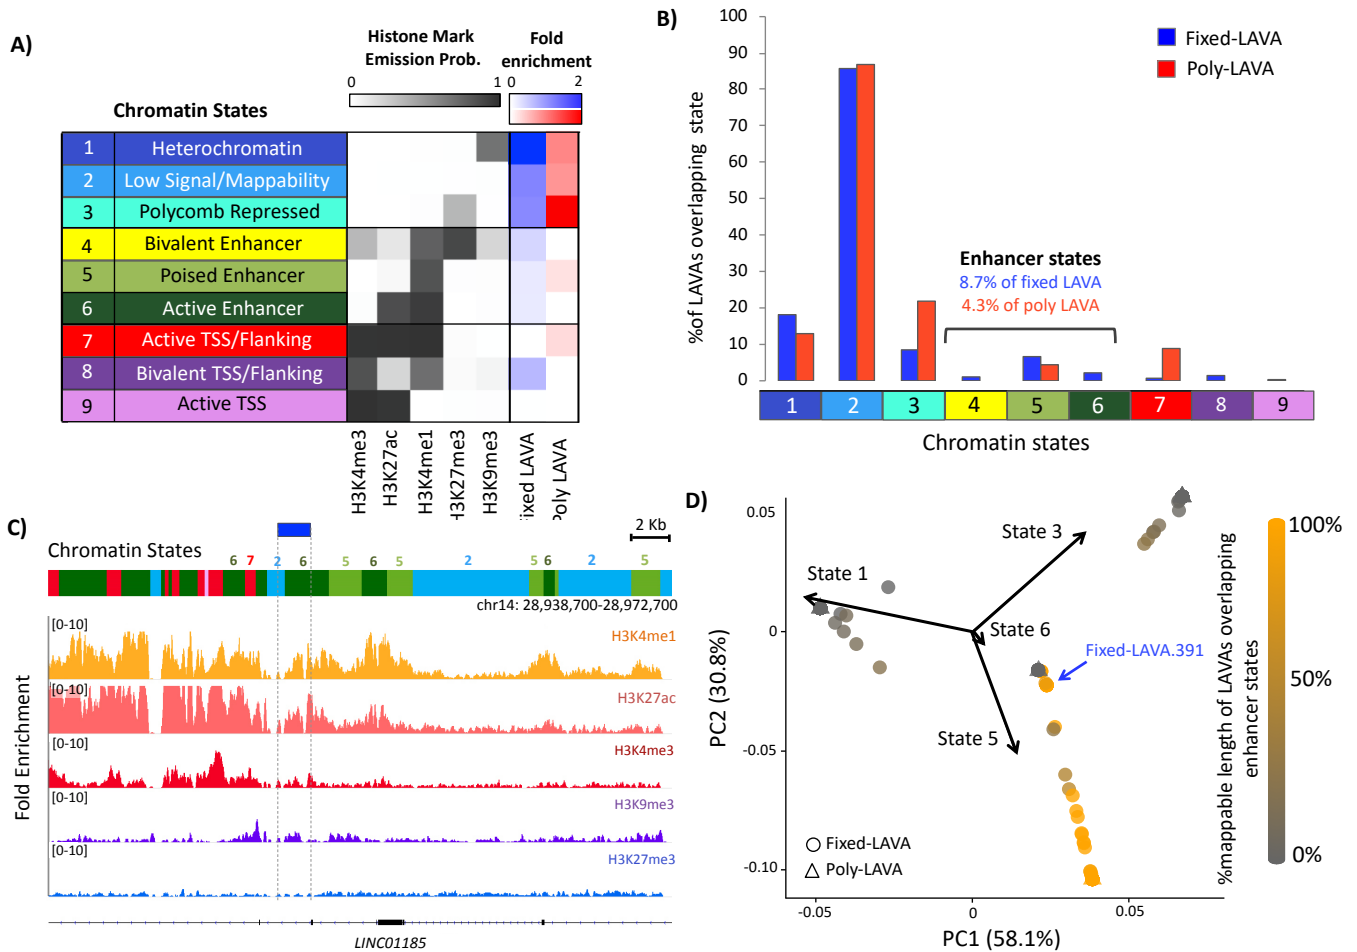 A)
Histone Mark
Emission Prob.
Fold
enrichment
0
1
0
2
Chromatin States
1 Heterochromatin
2 Low Signal/Mappability
3 Polycomb Repressed
4 Bivalent Enhancer
5 Poised Enhancer
6 Active Enhancer
7 Active TSS/Flanking
8 Bivalent TSS/Flanking
9 Active TSS
H3K4me3
H3K27ac
H3K4me1
H3K27me3
H3K9me3
Fixed LAVA
Poly LAVA
B)
%of LAVAs overlapping state
100
90
80
70
60
50
40
30
20
10
0
Fixed-LAVA
Poly-LAVA
Enhancer states
8.7% of fixed LAVA
4.3% of poly LAVA
1 2 3 4 5 6 7 8 9
Chromatin states
C)
2 Kb
Chromatin States
6 7 2 6 5 6 5 2 5 6 2 5
chr14: 28,938,700-28,972,700
Fold Enrichment
[0-10]
H3K4me1
[0-10]
H3K27ac
[0-10]
H3K4me3
[0-10]
H3K9me3
[0-10]
H3K27me3
LINC01185
D)
PC2 (30.8%)
0.05
0
-0.05
-0.10
State 3
State 1
State 6
State 5
Fixed-LAVA.391
Fixed-LAVA
Poly-LAVA
-0.05
0
0.05
PC1 (58.1%)
%mappable length of LAVAs overlapping
enhancer states
100%
50%
0%